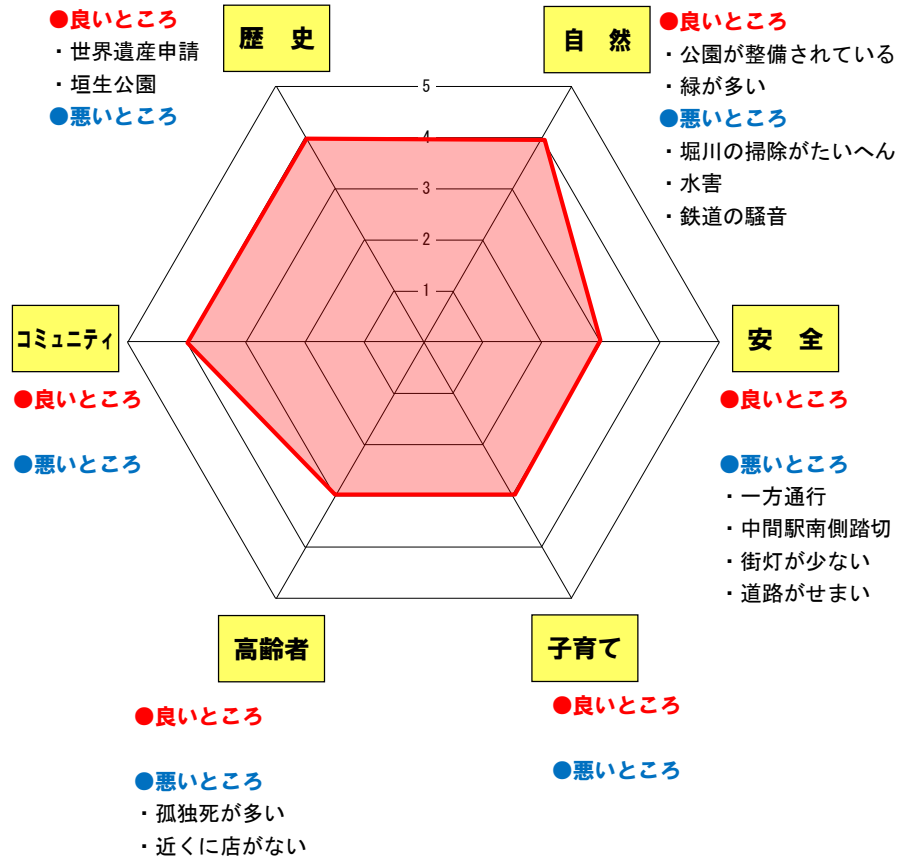 ●良いところ
・世界遺産申請
・垣生公園
●悪いところ
歴　史
自　然
●良いところ
・公園が整備されている
・緑が多い
●悪いところ
・堀川の掃除がたいへん
・水害
・鉄道の騒音
5
4
3
2
1
コミュニティ
●良いところ
●悪いところ
安　全
●良いところ
●悪いところ
・一方通行
・中間駅南側踏切
・街灯が少ない
・道路がせまい
高齢者
●良いところ
●悪いところ
・孤独死が多い
・近くに店がない
子育て
●良いところ
●悪いところ